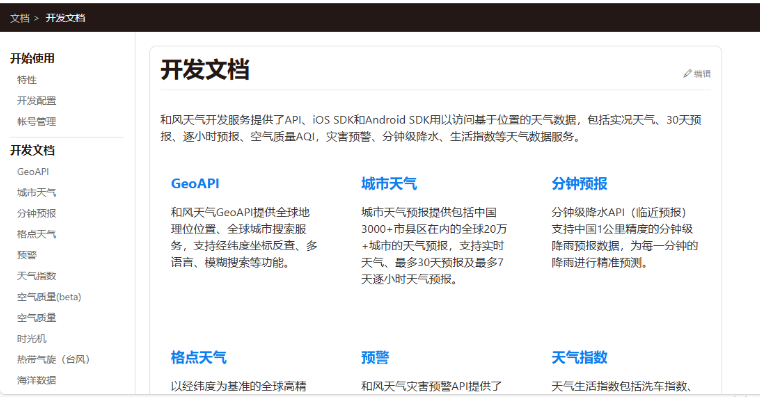 文档 > 开发文档
开始使用
特性
开发配置
帐号管理
开发文档
GeoAPI
城市天气
分钟预报
格点天气
预警
天气指数
空气质量(beta)
空气质量
时光机
热带气旋（台风）
海洋数据
开发文档
编辑
和风天气开发服务提供了API、iOS SDK和Android SDK用以访问基于位置的天气数据，包括实况天气、30天预
报、逐小时预报、空气质量AQI，灾害预警、分钟级降水、生活指数等天气数据服务。
GeoAPI
和风天气GeoAPI提供全球地
理位位置、全球城市搜索服
务，支持经纬度坐标反查、多
语言、模糊搜索等功能。
城市天气
城市天气预报提供包括中国
3000+市县区在内的全球20万
+城市的天气预报，支持实时
天气、最多30天预报及最多7
天逐小时天气预报。
分钟预报
分钟级降水API（临近预报）
支持中国1公里精度的分钟级
降雨预报数据，为每一分钟的
降雨进行精准预测。
格点天气
以经纬度为基准的全球高精
预警
和风天气灾害预警API提供了
天气指数
天气生活指数包括洗车指数、